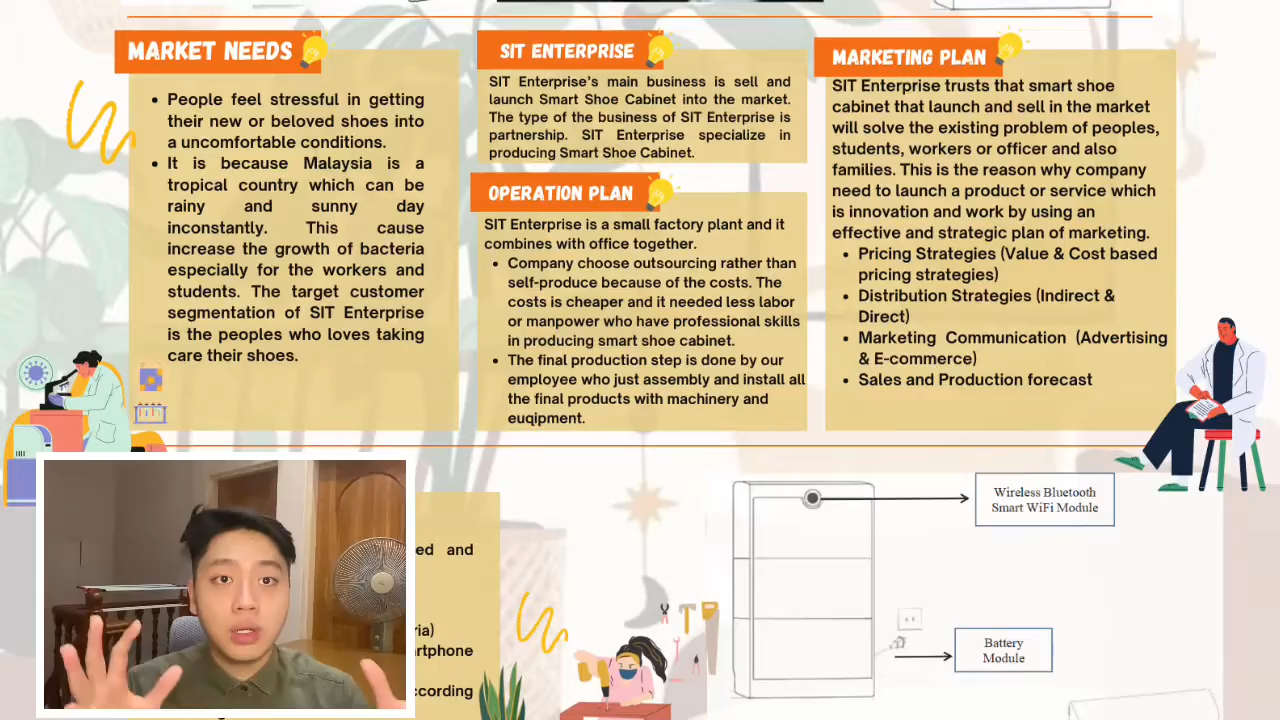 MARKET NEEDS
People feel stressful in getting
their new or beloved shoes into
a uncomfortable conditions.
It is because Malaysia is a
tropical country which can be
rainy and sunny day
inconstantly. This cause
increase the growth of bacteria
especially for the workers and
students. The target customer
segmentation of SIT Enterprise
is the peoples who loves taking
care their shoes.
SIT ENTERPRISE
SIT Enterprise's main business is sell and
launch Smart Shoe Cabinet into the market.
The type of the business of SIT Enterprise is
partnership. SIT Enterprise specialize in
producing Smart Shoe Cabinet.
OPERATION PLAN
SIT Enterprise is a small factory plant and it
combines with office together.
Company choose outsourcing rather than
self-produce because of the costs. The
costs is cheaper and it needed less labor
or manpower who have professional skills
in producing smart shoe cabinet.
The final production step is done by our
employee who just assembly and install all
the final products with machinery and
euqipment.
MARKETING PLAN
SIT Enterprise trusts that smart shoe
cabinet that launch and sell in the market
will solve the existing problem of peoples,
students, workers or officer and also
families. This is the reason why company
need to launch a product or service which
is innovation and work by using an
effective and strategic plan of marketing.
Pricing Strategies (Value & Cost based
pricing strategies)
Distribution Strategies (Indirect &
Direct)
Marketing Communication (Advertising
& E-commerce)
Sales and Production forecast
ed and
ria)
rtphone
ccording
Wireless Bluetooth
Smart WiFi Module
Battery
Module